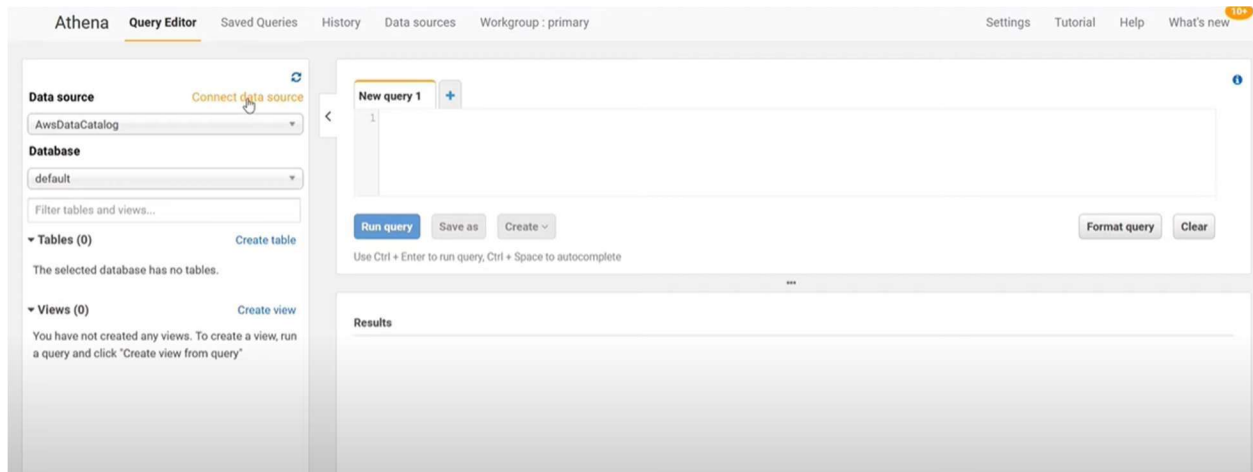 Athena Query Editor Saved Queries History Data sources Workgroup : primary Settings Tutorial Help What's new 10+
Data source Connect data source
AwsDataCatalog
Database
default
Filter tables and views...
Tables (0) Create table
The selected database has no tables.
Views (0) Create view
You have not created any views. To create a view, run
a query and click "Create view from query"
New query 1 +
1
Run query Save as Create Format query Clear
Use Ctrl + Enter to run query, Ctrl + Space to autocomplete
Results